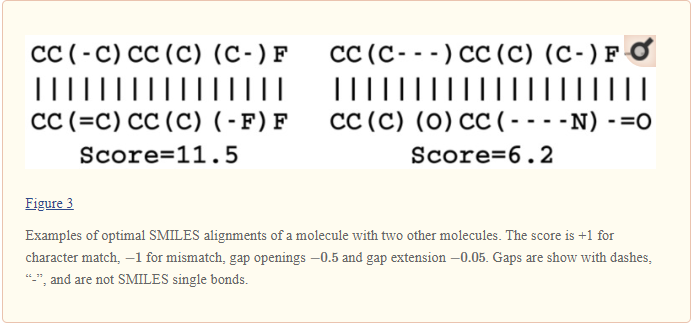 CC(-C)CC(C)(C-)F CC(C---)CC(C)(C-)F-
|||||||||||||||| ||||||||||||||||||||
CC(=C)CC(C)(-F)F CC(C)(O)CC(----N)-=O
Score=11.5 Score=6.2
Figure 3
Examples of optimal SMILES alignments of a molecule with two other molecules. The score is +1 for
character match, −1 for mismatch, gap openings −0.5 and gap extension −0.05. Gaps are show with dashes,
“-”, and are not SMILES single bonds.